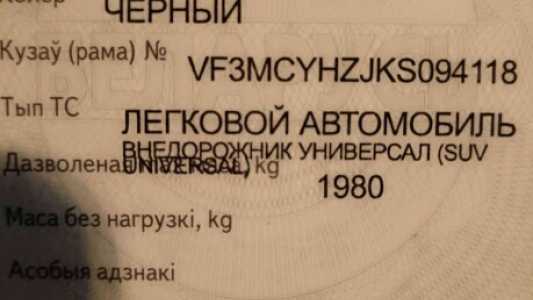 ЧЕРНЫЙ
Кузаў (рама) №
VF3MCYHZJKS094118
Тып ТС
ЛЕГКОВОЙ АВТОМОБИЛЬ
ВНЕДОРОЖНИК УНИВЕРСАЛ (SUV
UNIVERSAL)
Дазволеная kg
1980
Маса без нагрузкі, kg
Асобыя адзнакі